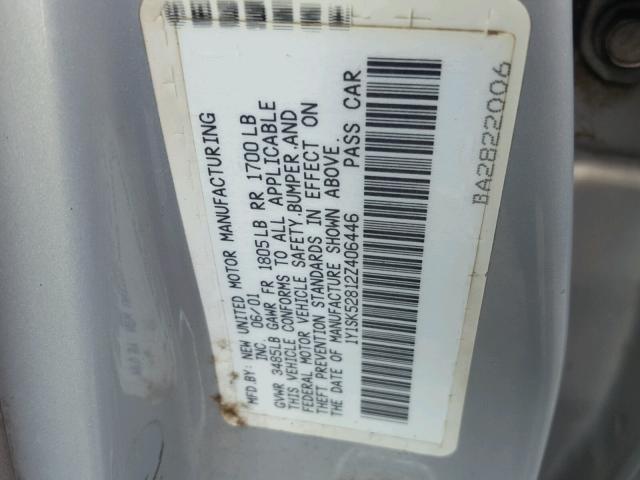 MFD.BY: NEW UNITED MOTOR MANUFACTURING
INC. 06/01
GVWR 3485LB GAWR FR 1805LB RR 1700LB
THIS VEHICLE CONFORMS TO ALL APPLICABLE
FEDERAL MOTOR VEHICLE SAFETY,BUMPER,AND
THEFT PREVENTION STANDARDS IN EFFECT ON
THE DATE OF MANUFACTURE SHOWN ABOVE.
1Y1SK52812Z406446 PASS CAR
BA2822006